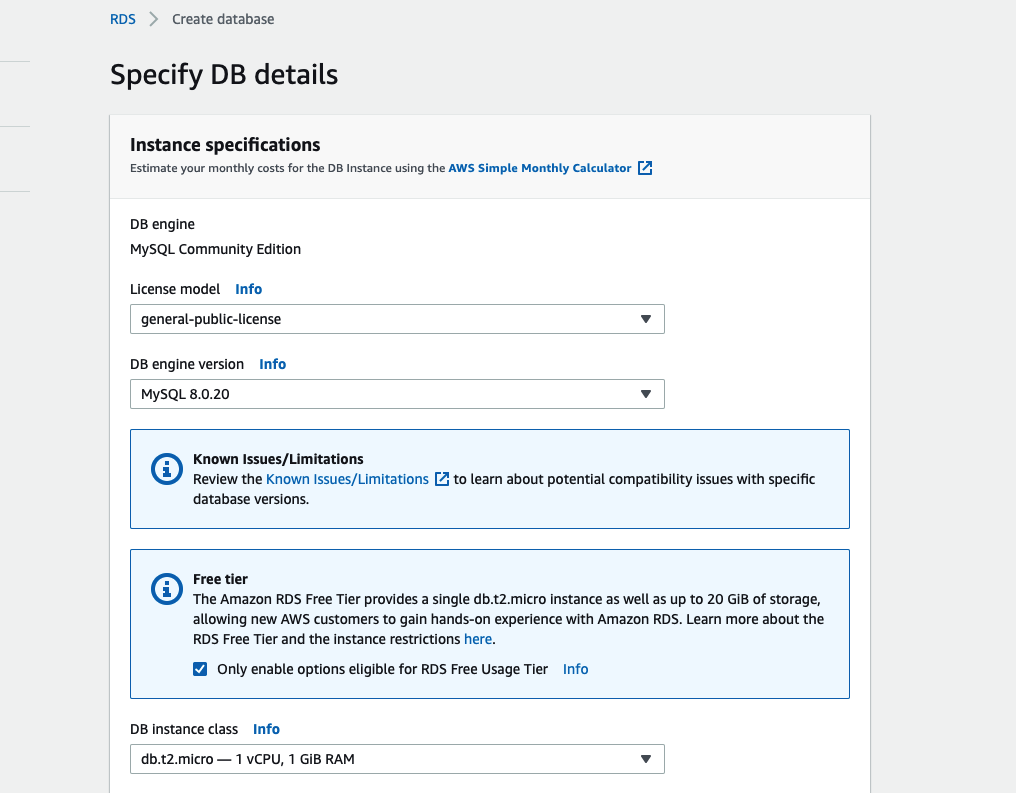 RDS > Create database
Specify DB details
Instance specifications
Estimate your monthly costs for the DB Instance using the AWS Simple Monthly Calculator
DB engine
MySQL Community Edition
License model Info
general-public-license
DB engine version Info
MySQL 8.0.20
Known Issues/Limitations
Review the Known Issues/Limitations to learn about potential compatibility issues with specific
database versions.
Free tier
The Amazon RDS Free Tier provides a single db.t2.micro instance as well as up to 20 GiB of storage,
allowing new AWS customers to gain hands-on experience with Amazon RDS. Learn more about the
RDS Free Tier and the instance restrictions here.
Only enable options eligible for RDS Free Usage Tier Info
DB instance class Info
db.t2.micro — 1 vCPU, 1 GiB RAM